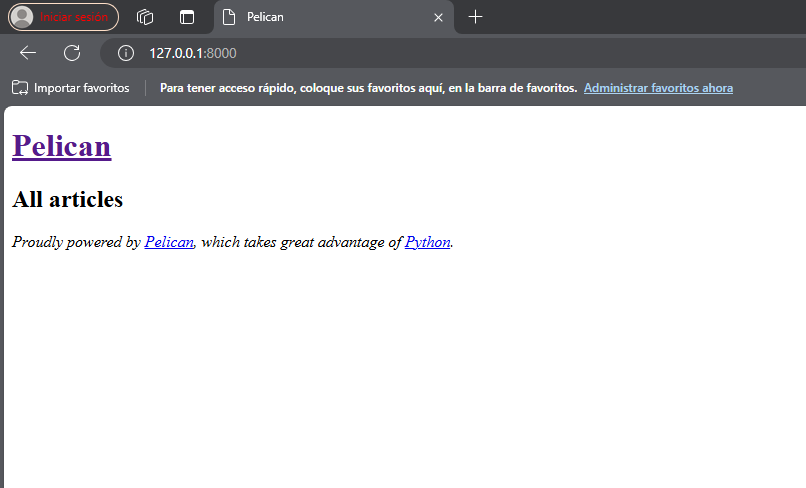 Iniciar sesión
Pelican
127.0.0.1:8000
Importar favoritos
Para tener acceso rápido, coloque sus favoritos aquí, en la barra de favoritos. Administrar favoritos ahora
Pelican
All articles
Proudly powered by Pelican, which takes great advantage of Python.